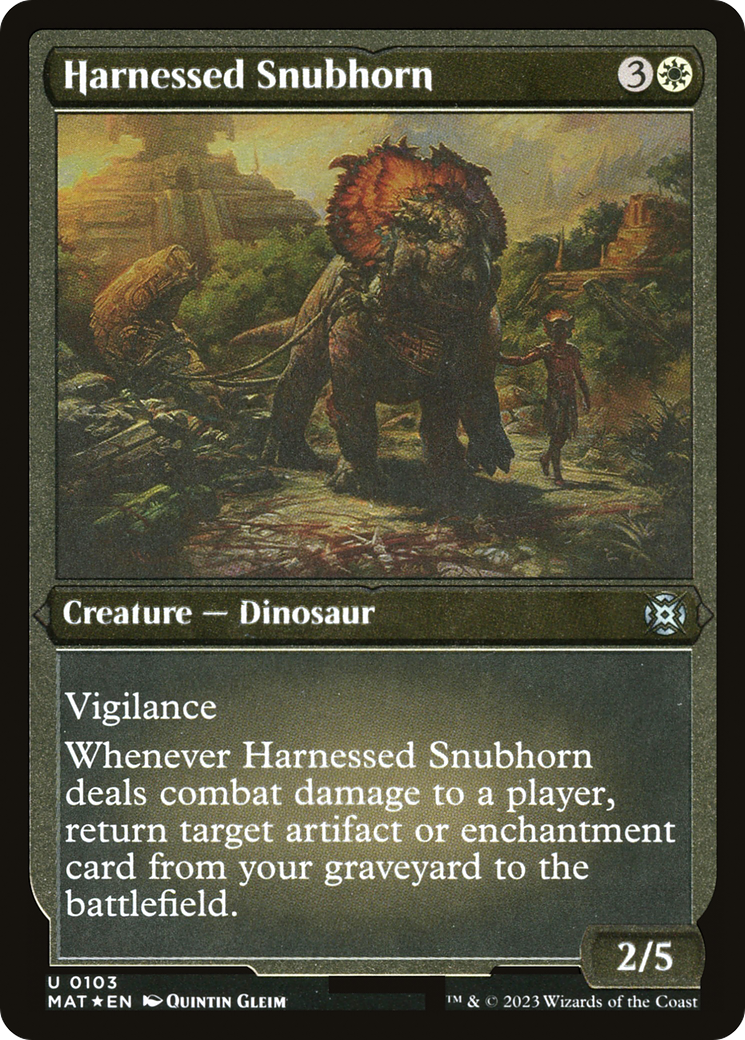 Harnessed Snubhorn 3
Creature — Dinosaur
Vigilance
Whenever Harnessed Snubhorn
deals combat damage to a player,
return target artifact or enchantment
card from your graveyard to the
battlefield.
2/5
U 0103
MAT★EN Quintin Gleim
™ & © 2023 Wizards of the Coast